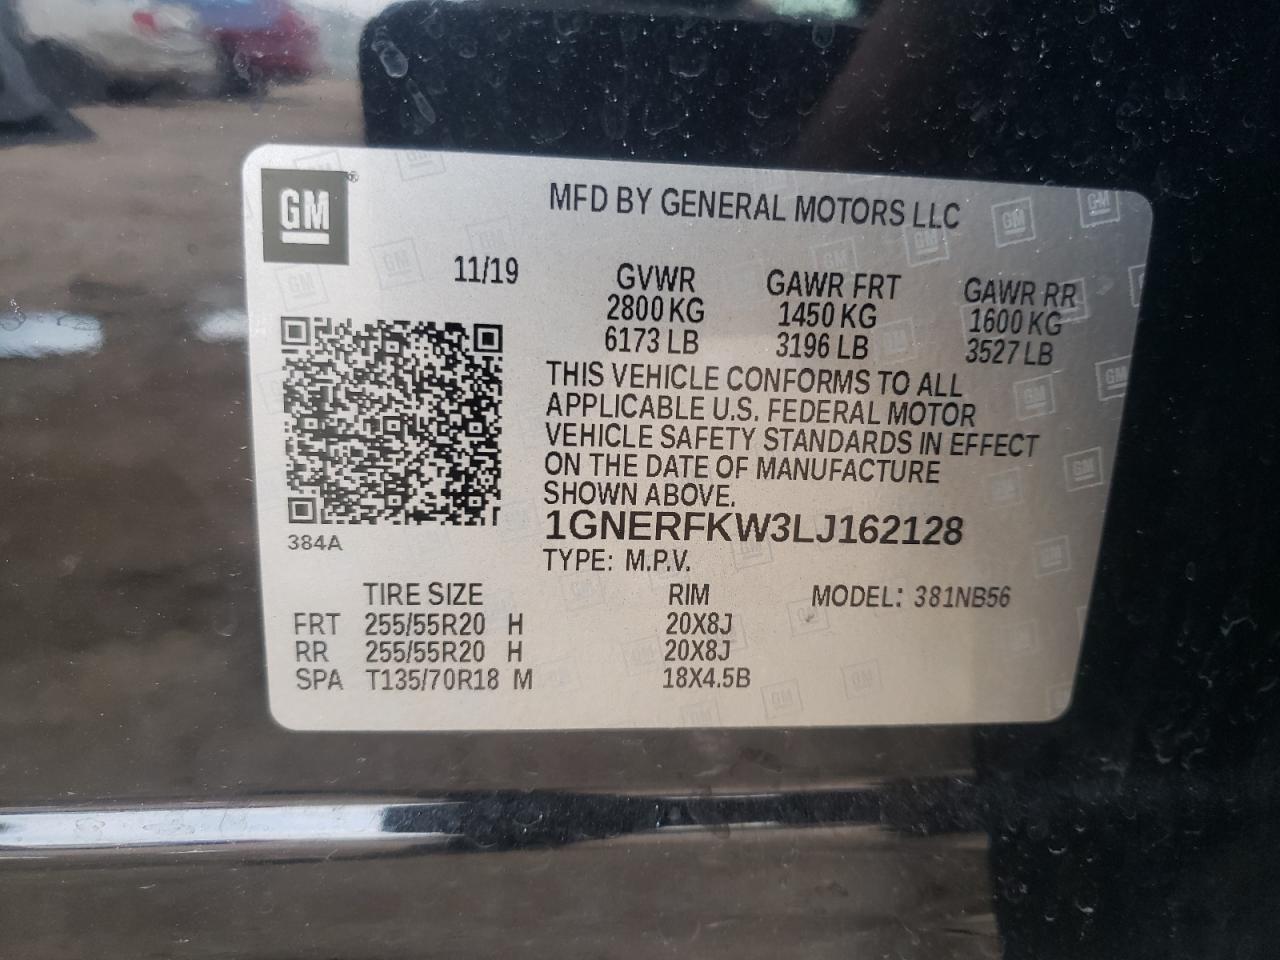 GM
MFD BY GENERAL MOTORS LLC
11/19
GVWR GAWR FRT GAWR RR
2800 KG 1450 KG 1600 KG
6173 LB 3196 LB 3527 LB
THIS VEHICLE CONFORMS TO ALL
APPLICABLE U.S. FEDERAL MOTOR
VEHICLE SAFETY STANDARDS IN EFFECT
ON THE DATE OF MANUFACTURE
SHOWN ABOVE.
1GNERFKW3LJ162128
384A
TYPE: M.P.V.
TIRE SIZE RIM MODEL: 381NB56
FRT 255/55R20 H 20X8J
RR 255/55R20 H 20X8J
SPA T135/70R18 M 18X4.5B